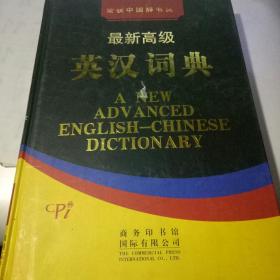 最新高级
英汉词典
A NEW
ADVANCED
ENGLISH–CHINESE
DICTIONARY
CPi
商务印书馆
国际有限公司
THE COMMERCIAL PRESS
INTERNATIONAL CO., LTD.